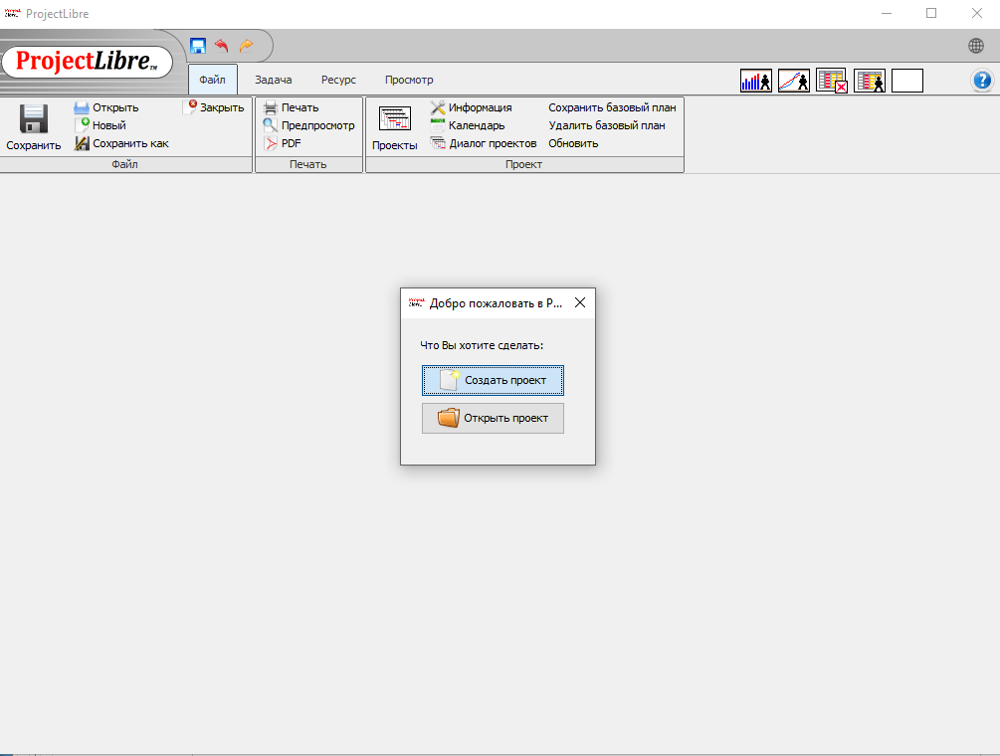 ProjectLibre
ProjectLibre™
Файл Задача Ресурс Просмотр
Сохранить
Открыть
Новый
Сохранить как
Закрыть
Файл
Печать
Предпросмотр
PDF
Печать
Проекты
Информация
Календарь
Диалог проектов
Сохранить базовый план
Удалить базовый план
Обновить
Проект
Добро пожаловать в P...
Что Вы хотите сделать:
Создать проект
Открыть проект